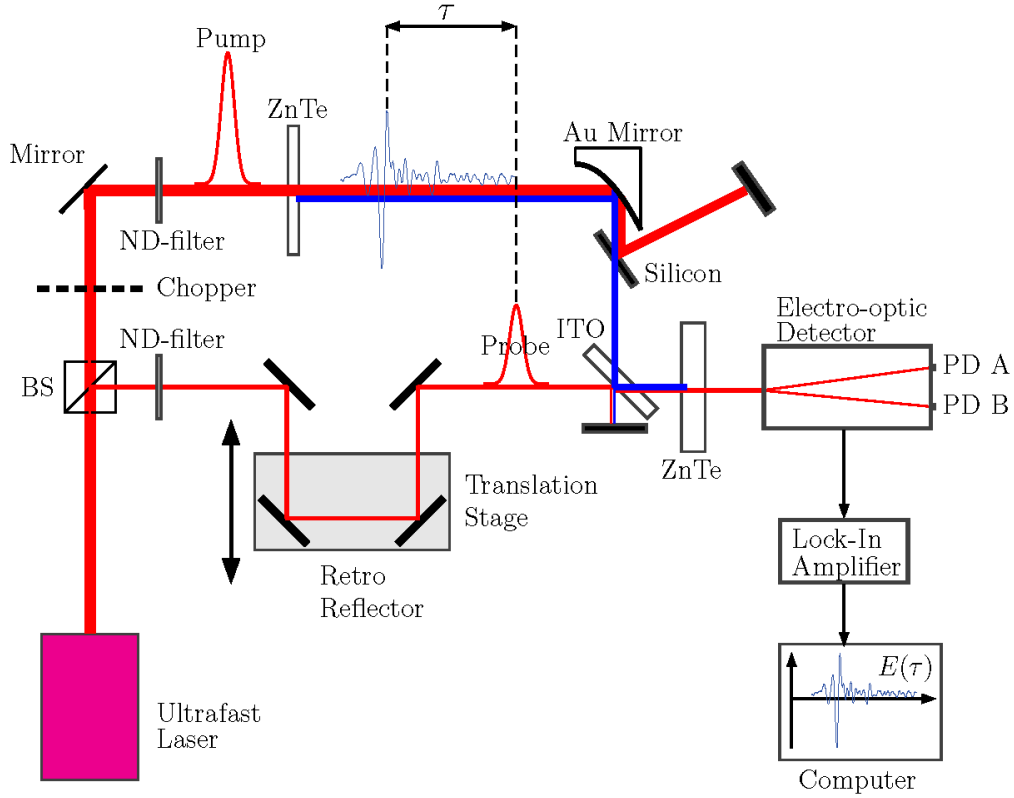 τ
Pump
ZnTe
Au Mirror
Mirror
ND-filter
Silicon
Chopper
Electro-optic
Detector
ND-filter
ITO
Probe
BS
PD A
PD B
ZnTe
Translation
Stage
Lock-In
Amplifier
Retro
Reflector
E(τ)
Ultrafast
Laser
Computer